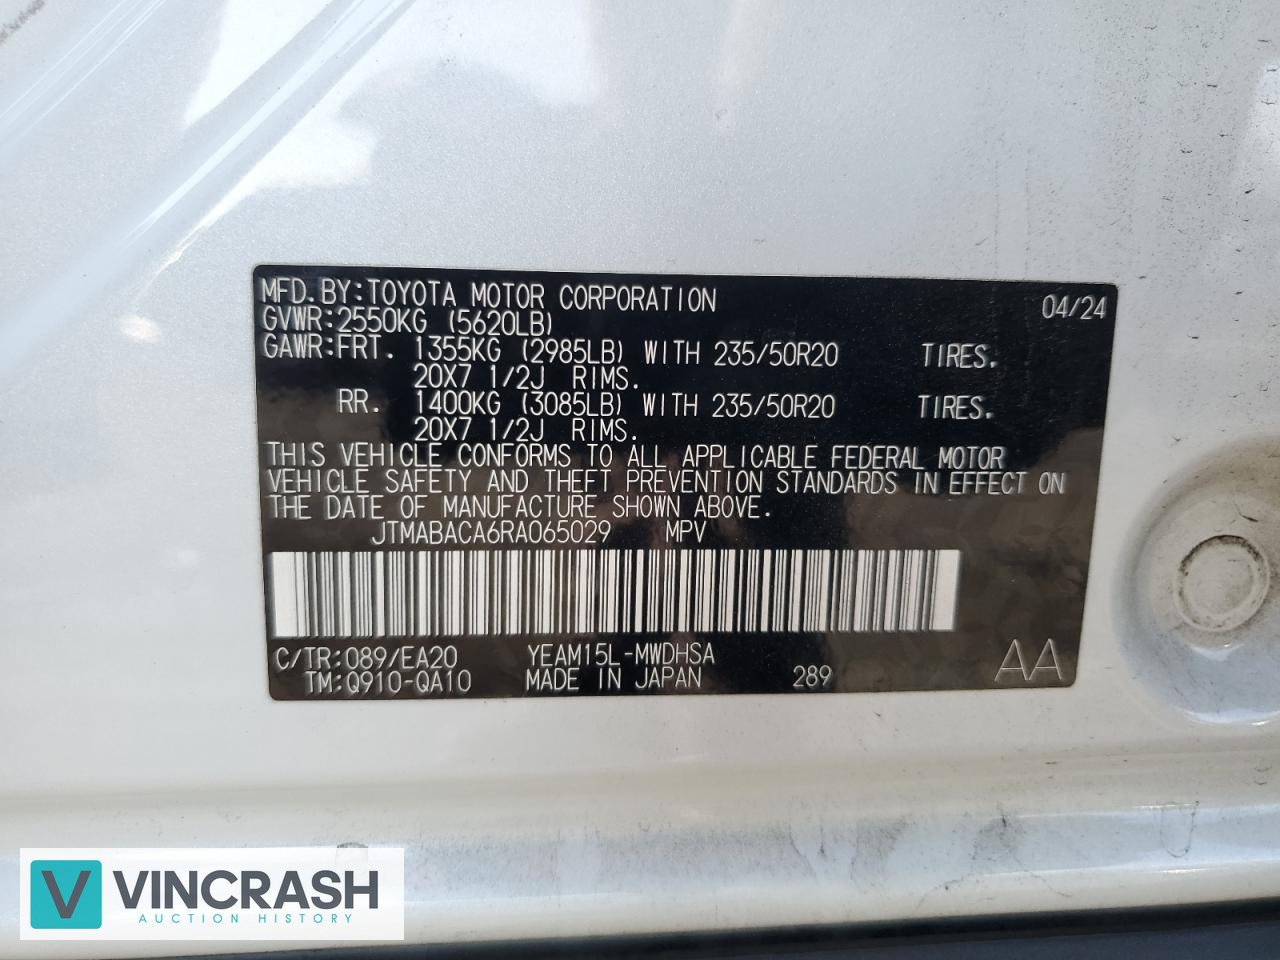 MFD.BY:TOYOTA MOTOR CORPORATION 04/24
GVWR:2550KG (5620LB)
GAWR:FRT. 1355KG (2985LB) WITH 235/50R20 TIRES.
20X7 1/2J RIMS.
RR. 1400KG (3085LB) WITH 235/50R20 TIRES.
20X7 1/2J RIMS.
THIS VEHICLE CONFORMS TO ALL APPLICABLE FEDERAL MOTOR
VEHICLE SAFETY AND THEFT PREVENTION STANDARDS IN EFFECT ON
THE DATE OF MANUFACTURE SHOWN ABOVE.
JTMABACA6RA065029 MPV
C/TR:089/EA20 YEAM15L-MWDHSA
TM:Q910-QA10 MADE IN JAPAN 289 AA
V VINCRASH
AUCTION HISTORY